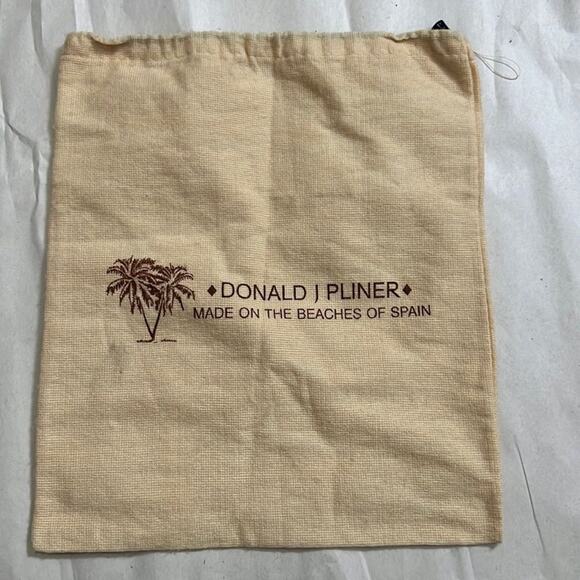 ♦DONALD J PLINER♦
MADE ON THE BEACHES OF SPAIN